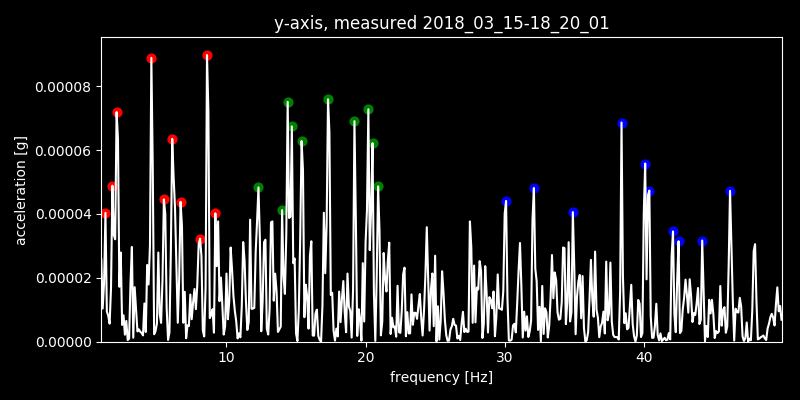 y-axis, measured 2018_03_15-18_20_01
acceleration [g]
0.00008
0.00006
0.00004
0.00002
0.00000
10 20 30 40
frequency [Hz]